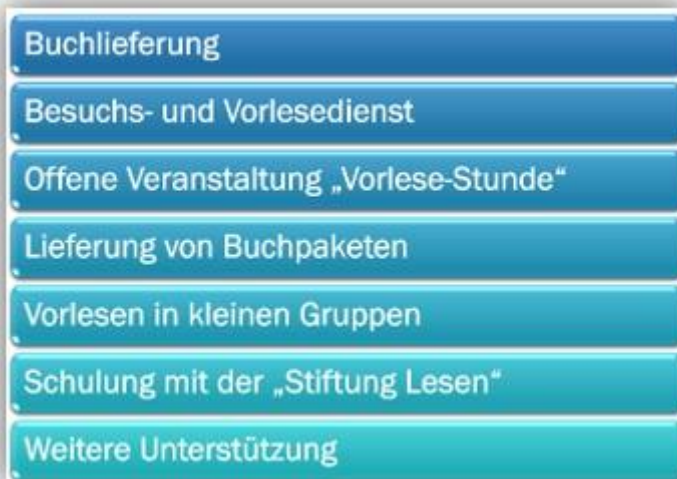 Buchlieferung
Besuchs- und Vorlesedienst
Offene Veranstaltung „Vorlese-Stunde“
Lieferung von Buchpaketen
Vorlesen in kleinen Gruppen
Schulung mit der „Stiftung Lesen“
Weitere Unterstützung